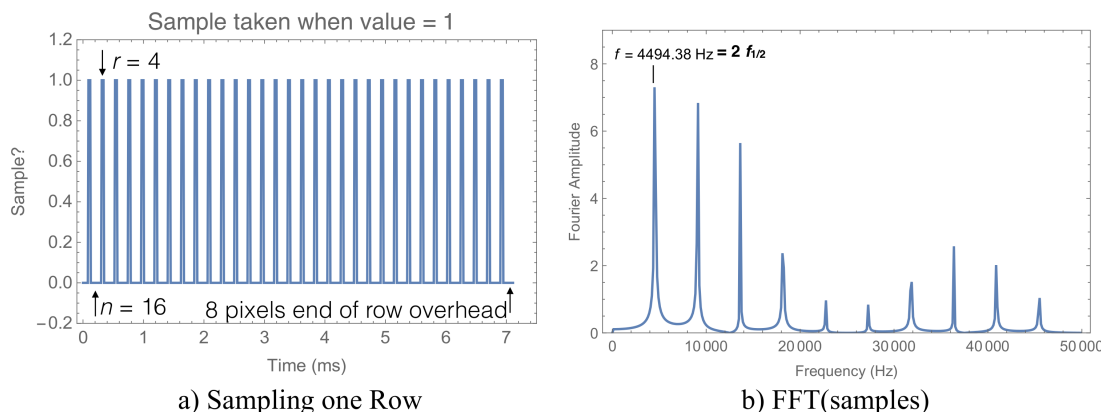 Sample taken when value = 1
1.2
1.0
0.8
0.6
0.4
0.2
0.0
−0.2
Sample?
r = 4
n = 16
8 pixels end of row overhead
0 1 2 3 4 5 6 7
Time (ms)
a) Sampling one Row
f = 4494.38 Hz = 2 f1/2
8
6
4
2
0
Fourier Amplitude
0 10 000 20 000 30 000 40 000 50 000
Frequency (Hz)
b) FFT(samples)